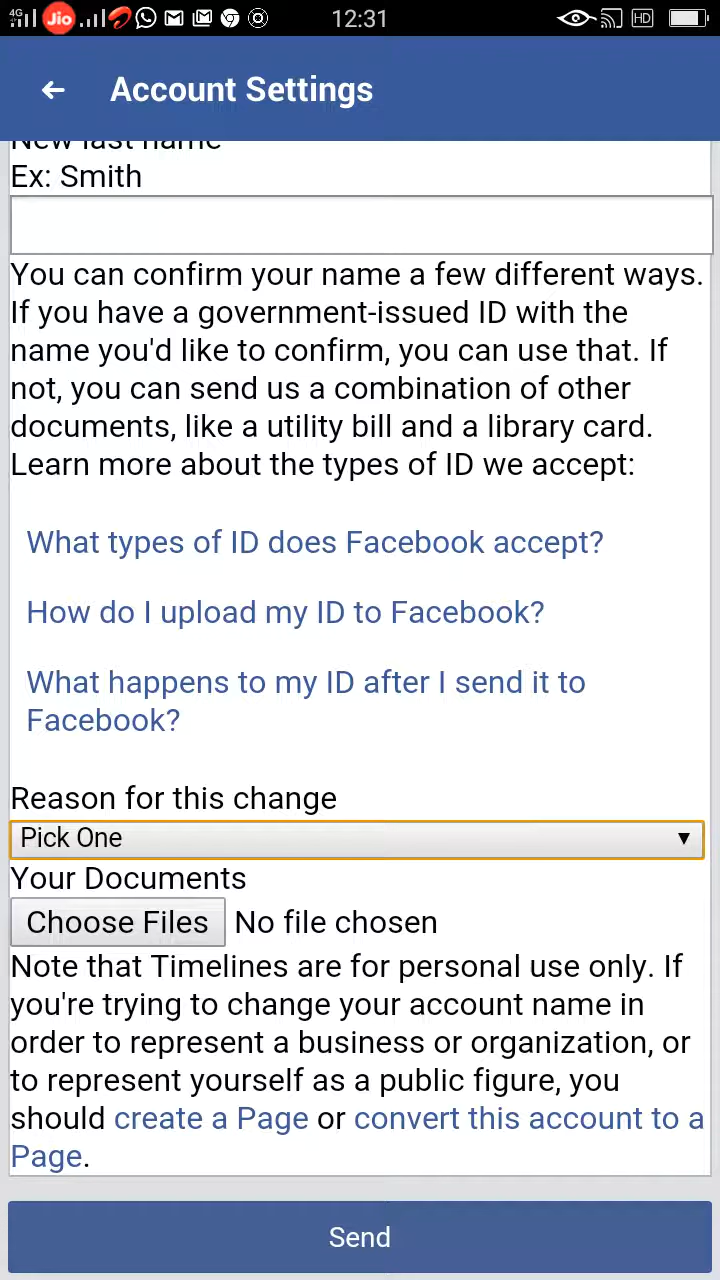 4G Jio 12:31 HD
Account Settings
New last name
Ex: Smith
You can confirm your name a few different ways.
If you have a government-issued ID with the
name you'd like to confirm, you can use that. If
not, you can send us a combination of other
documents, like a utility bill and a library card.
Learn more about the types of ID we accept:
What types of ID does Facebook accept?
How do I upload my ID to Facebook?
What happens to my ID after I send it to
Facebook?
Reason for this change
Pick One
Your Documents
Choose Files No file chosen
Note that Timelines are for personal use only. If
you're trying to change your account name in
order to represent a business or organization, or
to represent yourself as a public figure, you
should create a Page or convert this account to a
Page.
Send